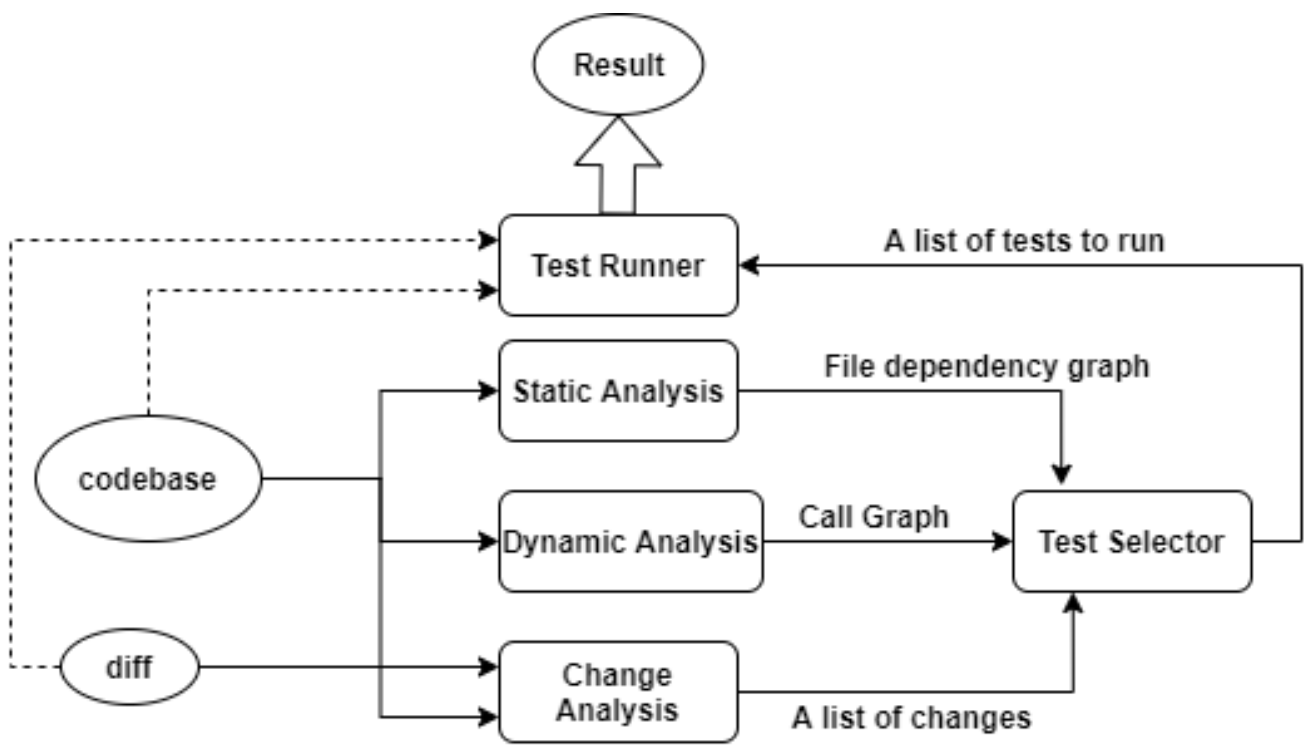 Result
A list of tests to run
Test Runner
File dependency graph
Static Analysis
codebase
Call Graph
Dynamic Analysis
Test Selector
diff
Change
Analysis
A list of changes